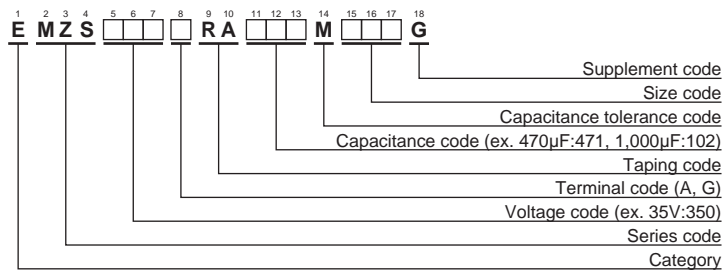 1 2 3 4 5 6 7 8 9 10 11 12 13 14 15 16 17 18
E MZS □□□ □ RA □□□ M □□□ G
Supplement code
Size code
Capacitance tolerance code
Capacitance code (ex. 470µF:471, 1,000µF:102)
Taping code
Terminal code (A, G)
Voltage code (ex. 35V:350)
Series code
Category